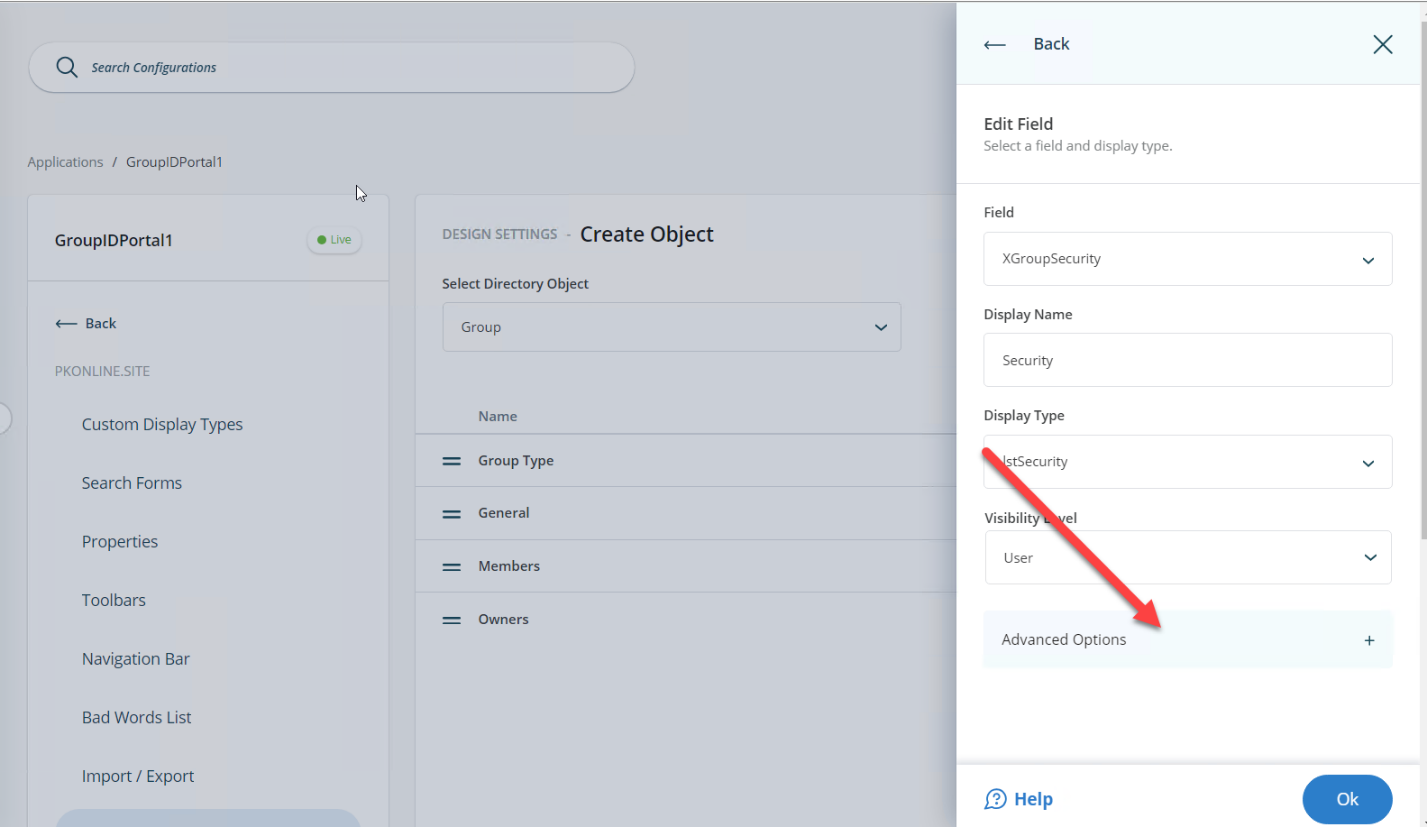 Search Configurations
Applications / GroupIDPortal1
GroupIDPortal1
Live
Back
PKONLINE.SITE
Custom Display Types
Search Forms
Properties
Toolbars
Navigation Bar
Bad Words List
Import / Export
DESIGN SETTINGS - Create Object
Select Directory Object
Group
Name
Group Type
General
Members
Owners
Back
Edit Field
Select a field and display type.
Field
XGroupSecurity
Display Name
Security
Display Type
lstSecurity
Visibility Level
User
Advanced Options +
Help
Ok